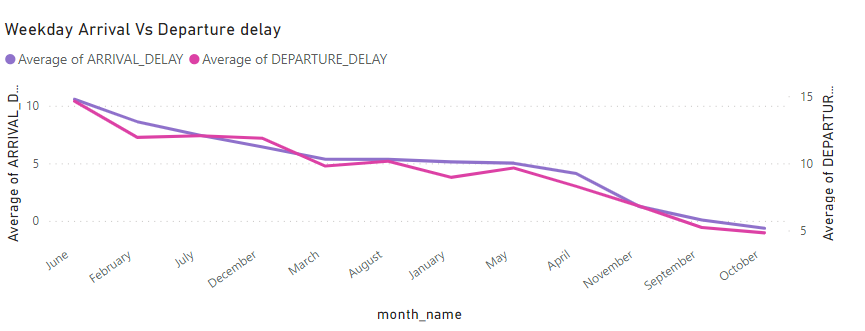 Weekday Arrival Vs Departure delay
Average of ARRIVAL_DELAY Average of DEPARTURE_DELAY
Average of ARRIVAL_D...
10
5
0
15
10
5
Average of DEPARTUR...
June
February
July
December
March
August
January
May
April
November
September
October
month_name